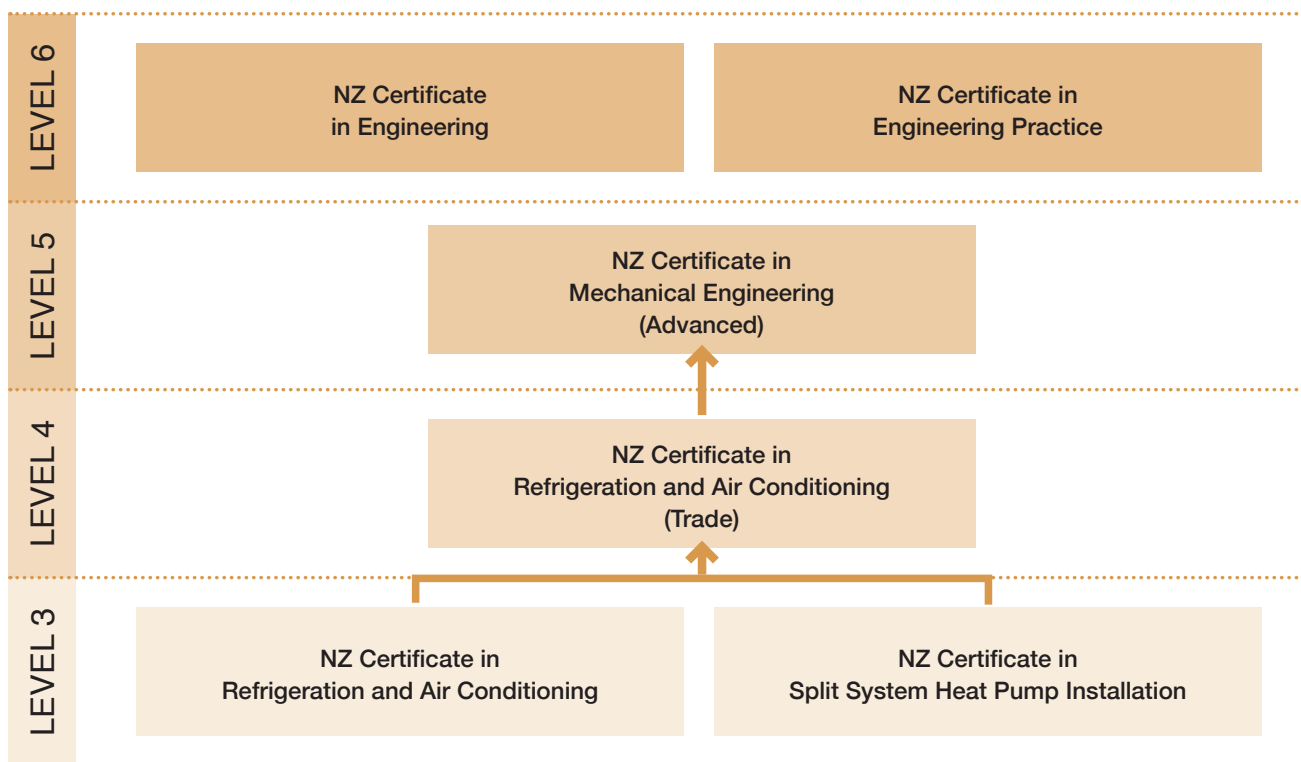 LEVEL 6
NZ Certificate
in Engineering
NZ Certificate in
Engineering Practice
LEVEL 5
NZ Certificate in
Mechanical Engineering
(Advanced)
LEVEL 4
NZ Certificate in
Refrigeration and Air Conditioning
(Trade)
LEVEL 3
NZ Certificate in
Refrigeration and Air Conditioning
NZ Certificate in
Split System Heat Pump Installation